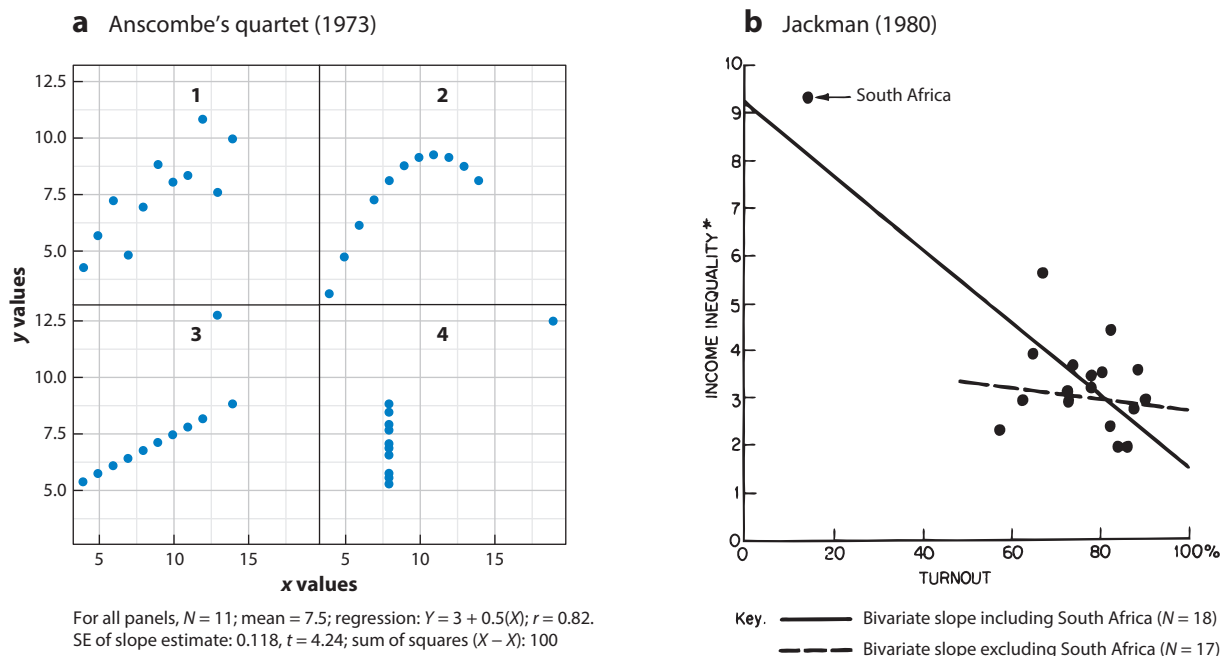 a Anscombe's quartet (1973)
12.5
10.0
7.5
5.0
1
2
12.5
10.0
7.5
5.0
3
4
y values
5 10 15 5 10 15
x values
For all panels, N = 11; mean = 7.5; regression: Y = 3 + 0.5(X); r = 0.82.
SE of slope estimate: 0.118, t = 4.24; sum of squares (X – X): 100
b Jackman (1980)
10
9
8
7
6
5
4
3
2
1
0
South Africa
INCOME INEQUALITY*
0 20 40 60 80 100%
TURNOUT
Key. Bivariate slope including South Africa (N = 18)
Bivariate slope excluding South Africa (N = 17)